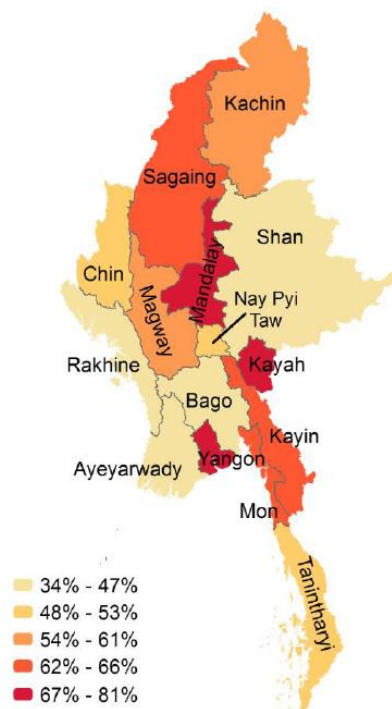 Kachin
Sagaing
Shan
Mandalay
Chin
Nay Pyi
Taw
Magway
Rakhine
Kayah
Bago
Kayin
Ayeyarwady
Yangon
Mon
Tanintharyi
34% - 47%
48% - 53%
54% - 61%
62% - 66%
67% - 81%